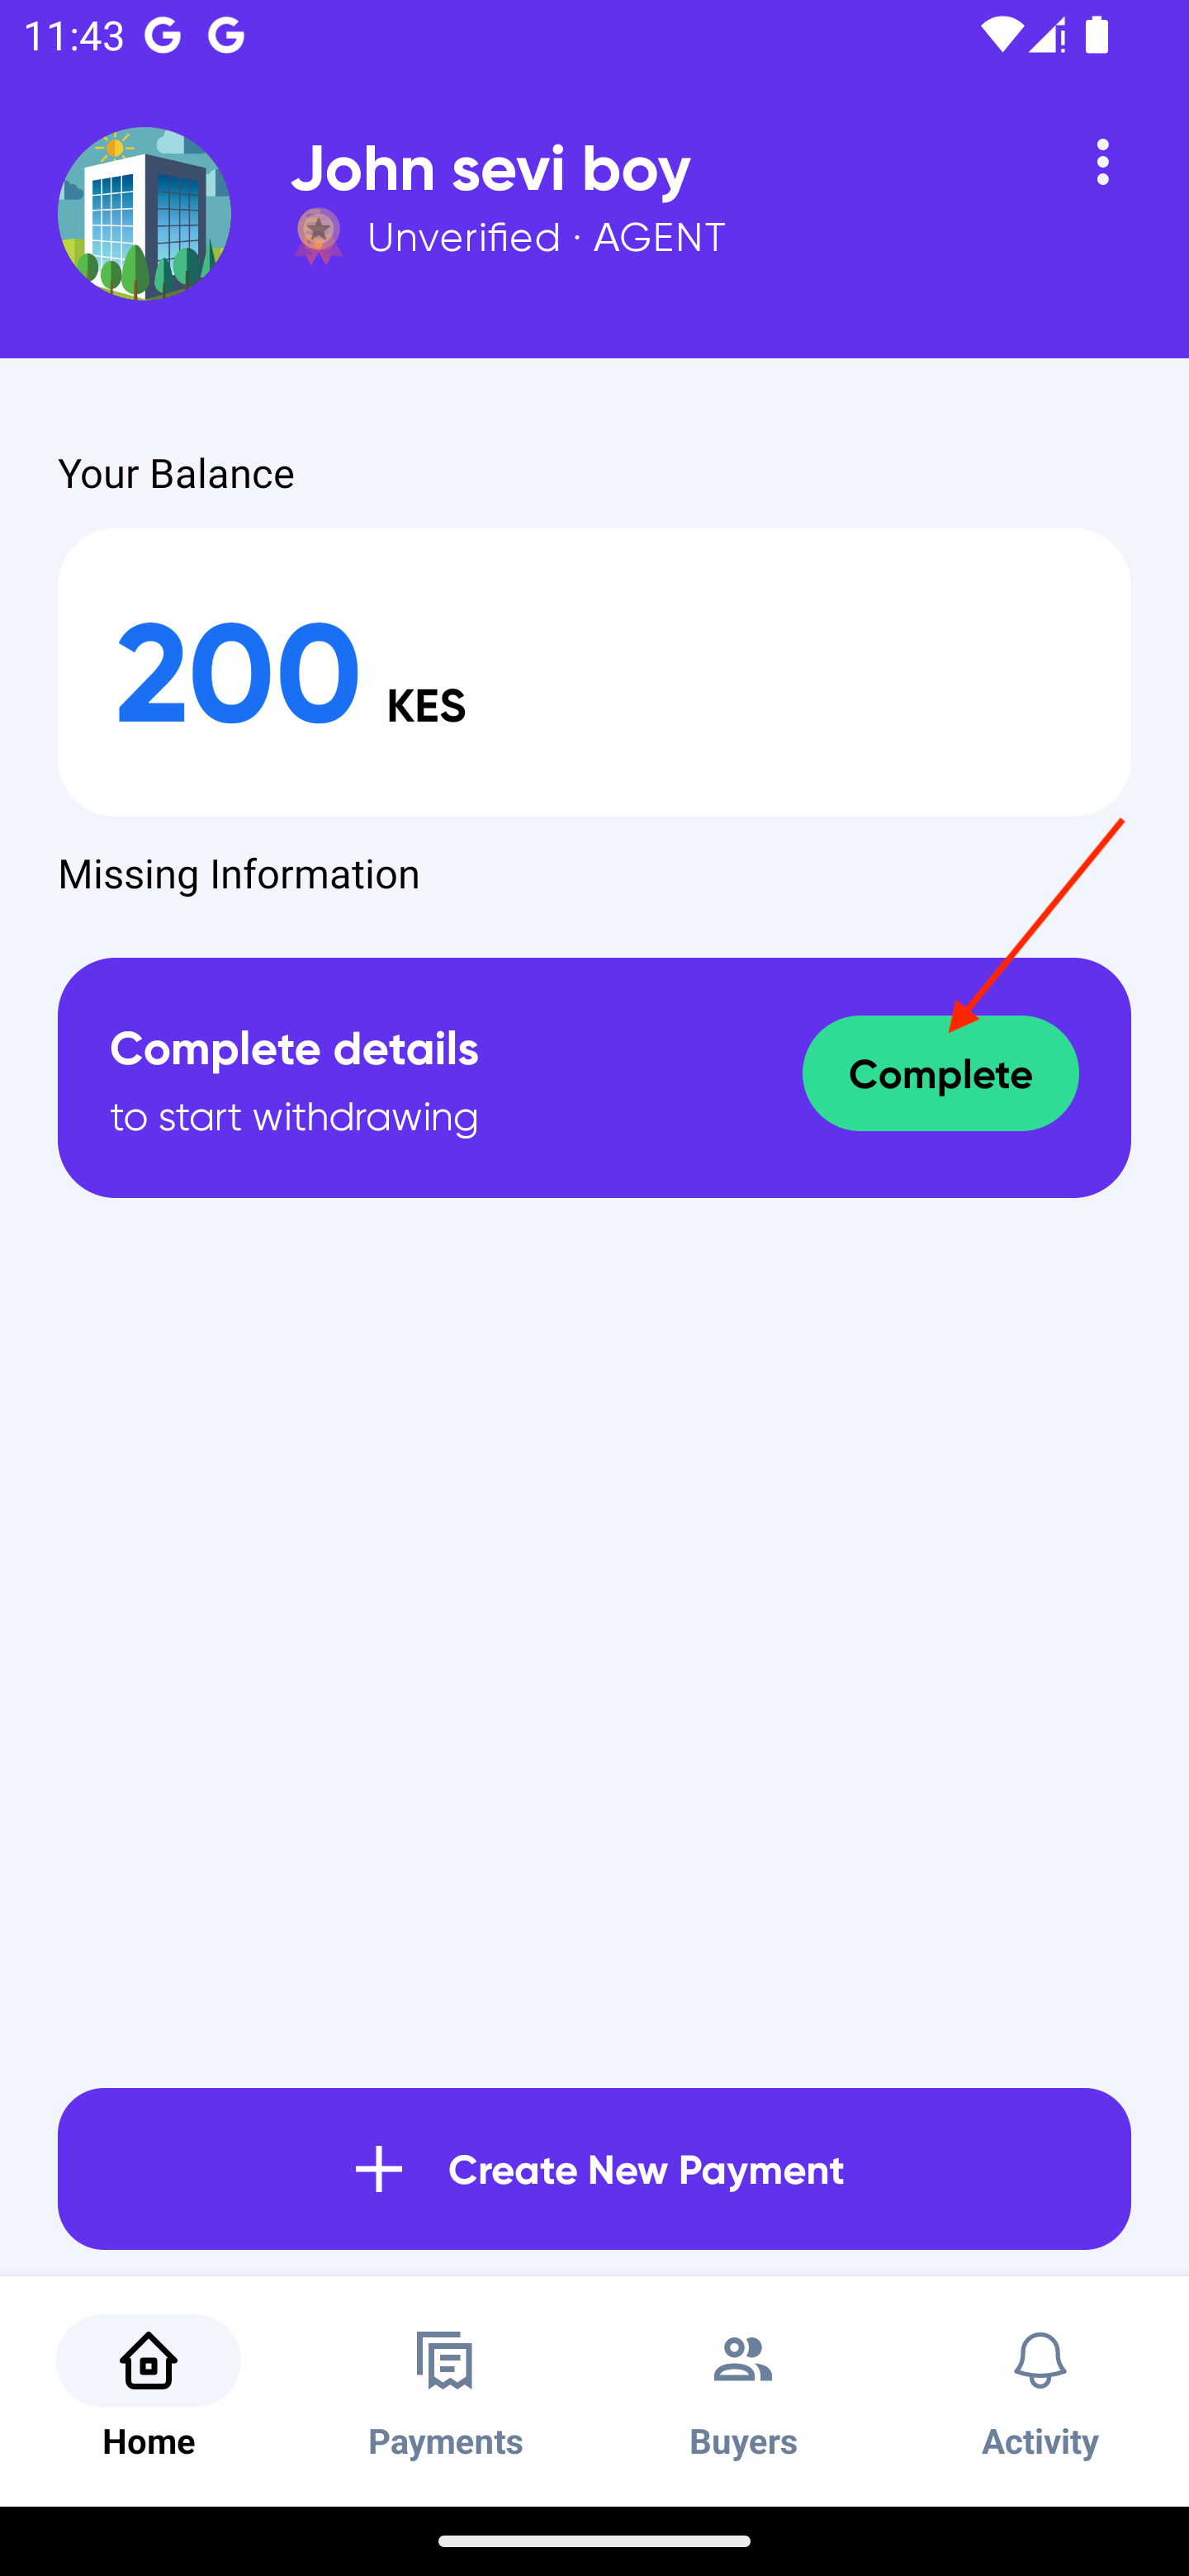 11:43 G G
John sevi boy
Unverified · AGENT
Your Balance
200 KES
Missing Information
Complete details
to start withdrawing
Complete
+ Create New Payment
Home
Payments
Buyers
Activity